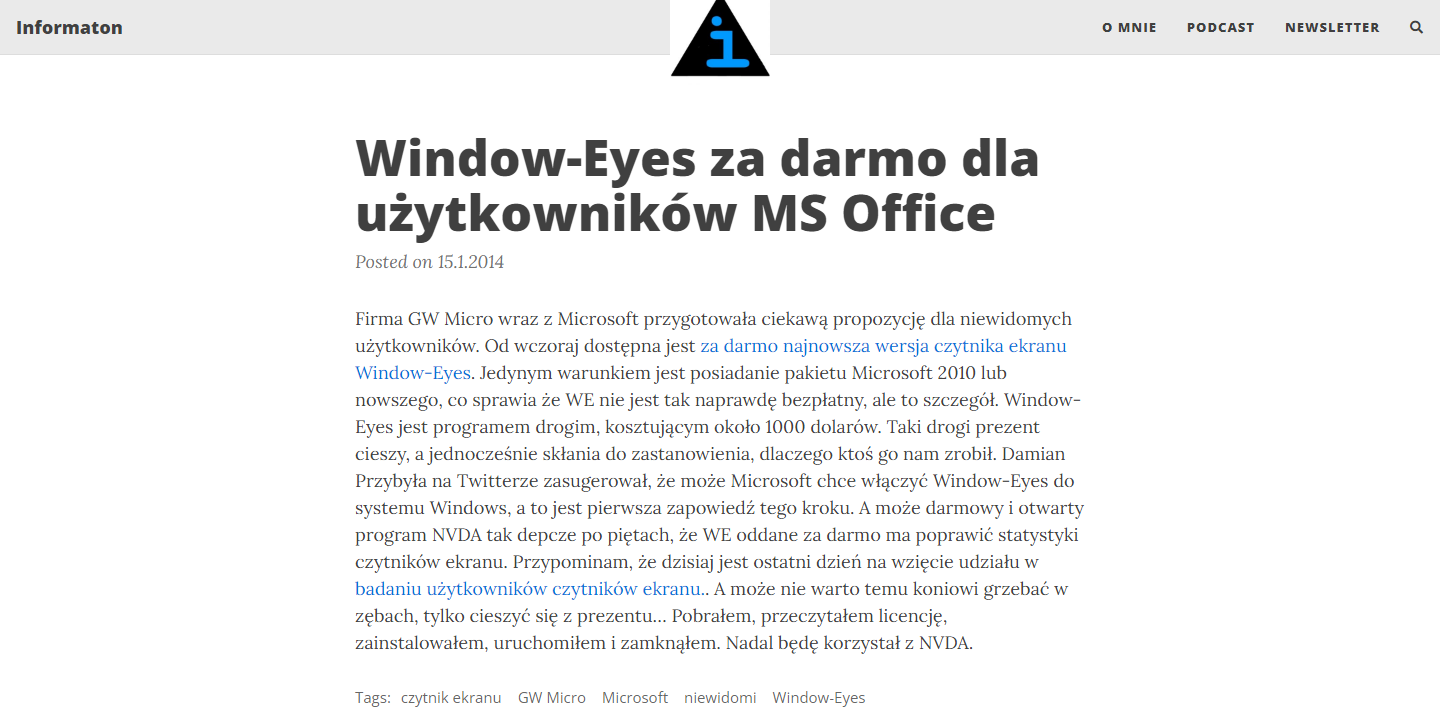 Informaton
i
O MNIE
PODCAST
NEWSLETTER
Window-Eyes za darmo dla
użytkowników MS Office
Posted on 15.1.2014
Firma GW Micro wraz z Microsoft przygotowała ciekawą propozycję dla niewidomych
użytkowników. Od wczoraj dostępna jest za darmo najnowsza wersja czytnika ekranu
Window-Eyes. Jedynym warunkiem jest posiadanie pakietu Microsoft 2010 lub
nowszego, co sprawia że WE nie jest tak naprawdę bezpłatny, ale to szczegół. Window-
Eyes jest programem drogim, kosztującym około 1000 dolarów. Taki drogi prezent
cieszy, a jednocześnie skłania do zastanowienia, dlaczego ktoś go nam zrobił. Damian
Przybyła na Twitterze zasugerował, że może Microsoft chce włączyć Window-Eyes do
systemu Windows, a to jest pierwsza zapowiedź tego kroku. A może darmowy i otwarty
program NVDA tak depcze po piętach, że WE oddane za darmo ma poprawić statystyki
czytników ekranu. Przypominam, że dzisiaj jest ostatni dzień na wzięcie udziału w
badaniu użytkowników czytników ekranu.. A może nie warto temu koniowi grzebać w
zębach, tylko cieszyć się z prezentu… Pobrałem, przeczytałem licencję,
zainstalowałem, uruchomiłem i zamknąłem. Nadal będę korzystał z NVDA.
Tags: czytnik ekranu GW Micro Microsoft niewidomi Window-Eyes